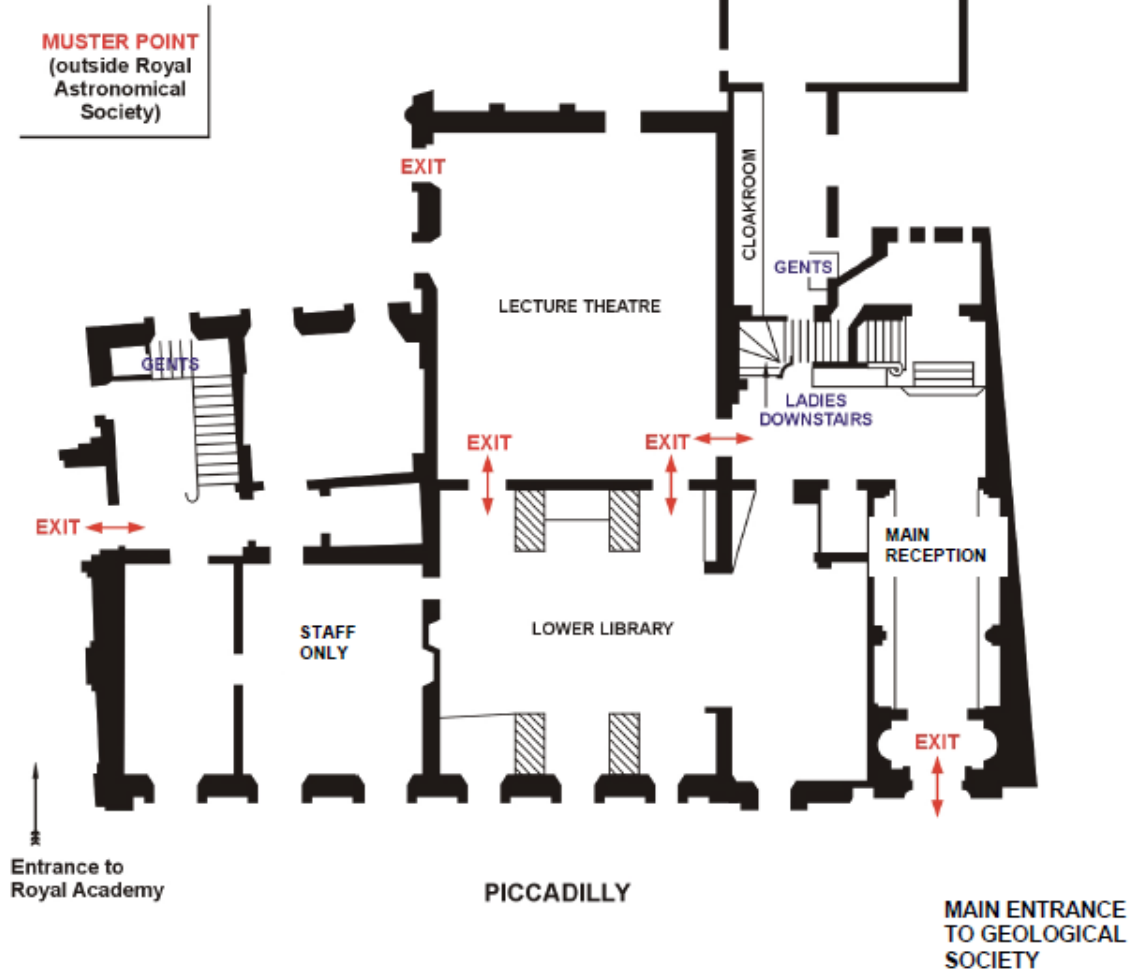 MUSTER POINT
(outside Royal
Astronomical
Society)
EXIT
CLOAKROOM
GENTS
LECTURE THEATRE
GENTS
LADIES
DOWNSTAIRS
EXIT
EXIT
EXIT
MAIN
RECEPTION
STAFF
ONLY
LOWER LIBRARY
EXIT
Entrance to
Royal Academy
PICCADILLY
MAIN ENTRANCE
TO GEOLOGICAL
SOCIETY